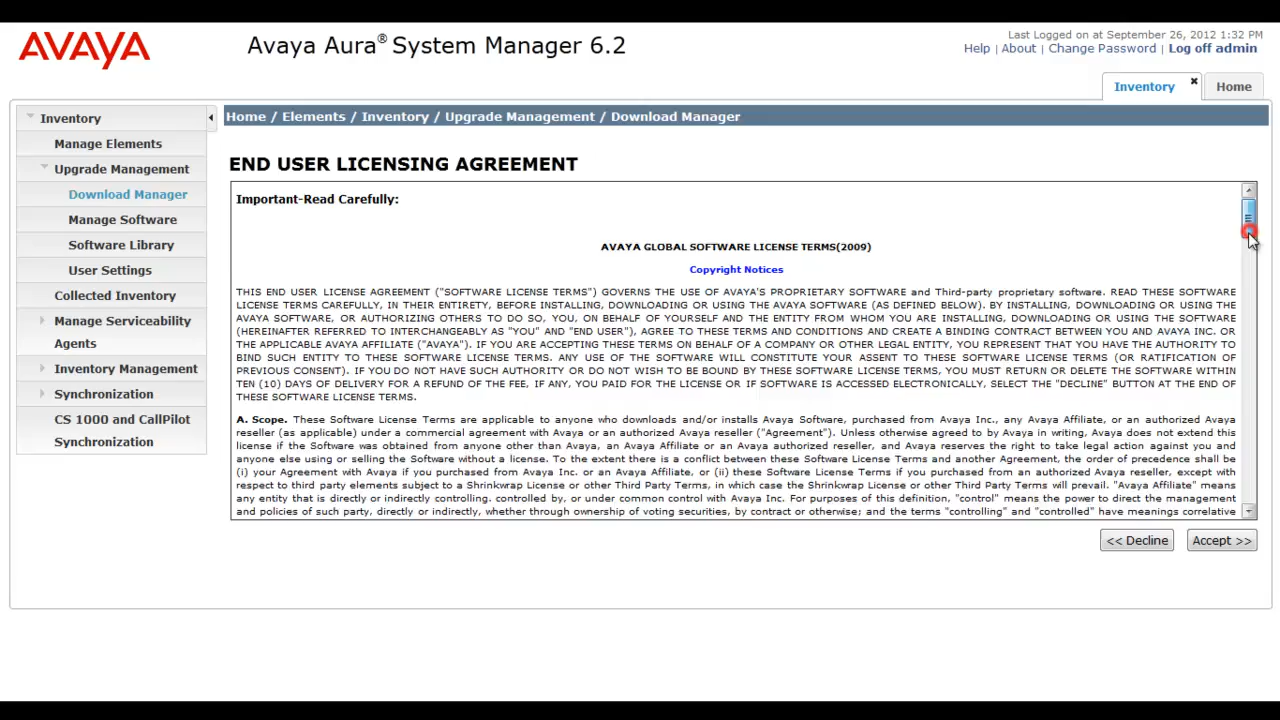 AVAYA
Avaya Aura® System Manager 6.2
Last Logged on at September 26, 2012 1:32 PM
Help | About | Change Password | Log off admin
Inventory
Home
Inventory
Manage Elements
Upgrade Management
Download Manager
Manage Software
Software Library
User Settings
Collected Inventory
Manage Serviceability
Agents
Inventory Management
Synchronization
CS 1000 and CallPilot
Synchronization
Home / Elements / Inventory / Upgrade Management / Download Manager
END USER LICENSING AGREEMENT
Important-Read Carefully:
AVAYA GLOBAL SOFTWARE LICENSE TERMS(2009)
Copyright Notices
THIS END USER LICENSE AGREEMENT ("SOFTWARE LICENSE TERMS") GOVERNS THE USE OF AVAYA'S PROPRIETARY SOFTWARE and Third-party proprietary software. READ THESE SOFTWARE
LICENSE TERMS CAREFULLY, IN THEIR ENTIRETY, BEFORE INSTALLING, DOWNLOADING OR USING THE AVAYA SOFTWARE (AS DEFINED BELOW). BY INSTALLING, DOWNLOADING OR USING THE
AVAYA SOFTWARE, OR AUTHORIZING OTHERS TO DO SO, YOU, ON BEHALF OF YOURSELF AND THE ENTITY FROM WHOM YOU ARE INSTALLING, DOWNLOADING OR USING THE SOFTWARE
(HEREINAFTER REFERRED TO INTERCHANGEABLY AS "YOU" AND "END USER"), AGREE TO THESE TERMS AND CONDITIONS AND CREATE A BINDING CONTRACT BETWEEN YOU AND AVAYA INC. OR
THE APPLICABLE AVAYA AFFILIATE ("AVAYA"). IF YOU ARE ACCEPTING THESE TERMS ON BEHALF OF A COMPANY OR OTHER LEGAL ENTITY, YOU REPRESENT THAT YOU HAVE THE AUTHORITY TO
BIND SUCH ENTITY TO THESE SOFTWARE LICENSE TERMS. ANY USE OF THE SOFTWARE WILL CONSTITUTE YOUR ASSENT TO THESE SOFTWARE LICENSE TERMS (OR RATIFICATION OF
PREVIOUS CONSENT). IF YOU DO NOT HAVE SUCH AUTHORITY OR DO NOT WISH TO BE BOUND BY THESE SOFTWARE LICENSE TERMS, YOU MUST RETURN OR DELETE THE SOFTWARE WITHIN
TEN (10) DAYS OF DELIVERY FOR A REFUND OF THE FEE, IF ANY, YOU PAID FOR THE LICENSE OR IF SOFTWARE IS ACCESSED ELECTRONICALLY, SELECT THE "DECLINE" BUTTON AT THE END OF
THESE SOFTWARE LICENSE TERMS.
A. Scope. These Software License Terms are applicable to anyone who downloads and/or installs Avaya Software, purchased from Avaya Inc., any Avaya Affiliate, or an authorized Avaya
reseller (as applicable) under a commercial agreement with Avaya or an authorized Avaya reseller ("Agreement"). Unless otherwise agreed to by Avaya in writing, Avaya does not extend this
license if the Software was obtained from anyone other than Avaya, an Avaya Affiliate or an Avaya authorized reseller, and Avaya reserves the right to take legal action against you and
anyone else using or selling the Software without a license. To the extent there is a conflict between these Software License Terms and another Agreement, the order of precedence shall be
(i) your Agreement with Avaya if you purchased from Avaya Inc. or an Avaya Affiliate, or (ii) these Software License Terms if you purchased from an authorized Avaya reseller, except with
respect to third party elements subject to a Shrinkwrap License or other Third Party Terms, in which case the Shrinkwrap License or other Third Party Terms will prevail. "Avaya Affiliate" means
any entity that is directly or indirectly controlling. controlled by, or under common control with Avaya Inc. For purposes of this definition, "control" means the power to direct the management
and policies of such party, directly or indirectly, whether through ownership of voting securities, by contract or otherwise; and the terms "controlling" and "controlled" have meanings correlative
<< Decline
Accept >>